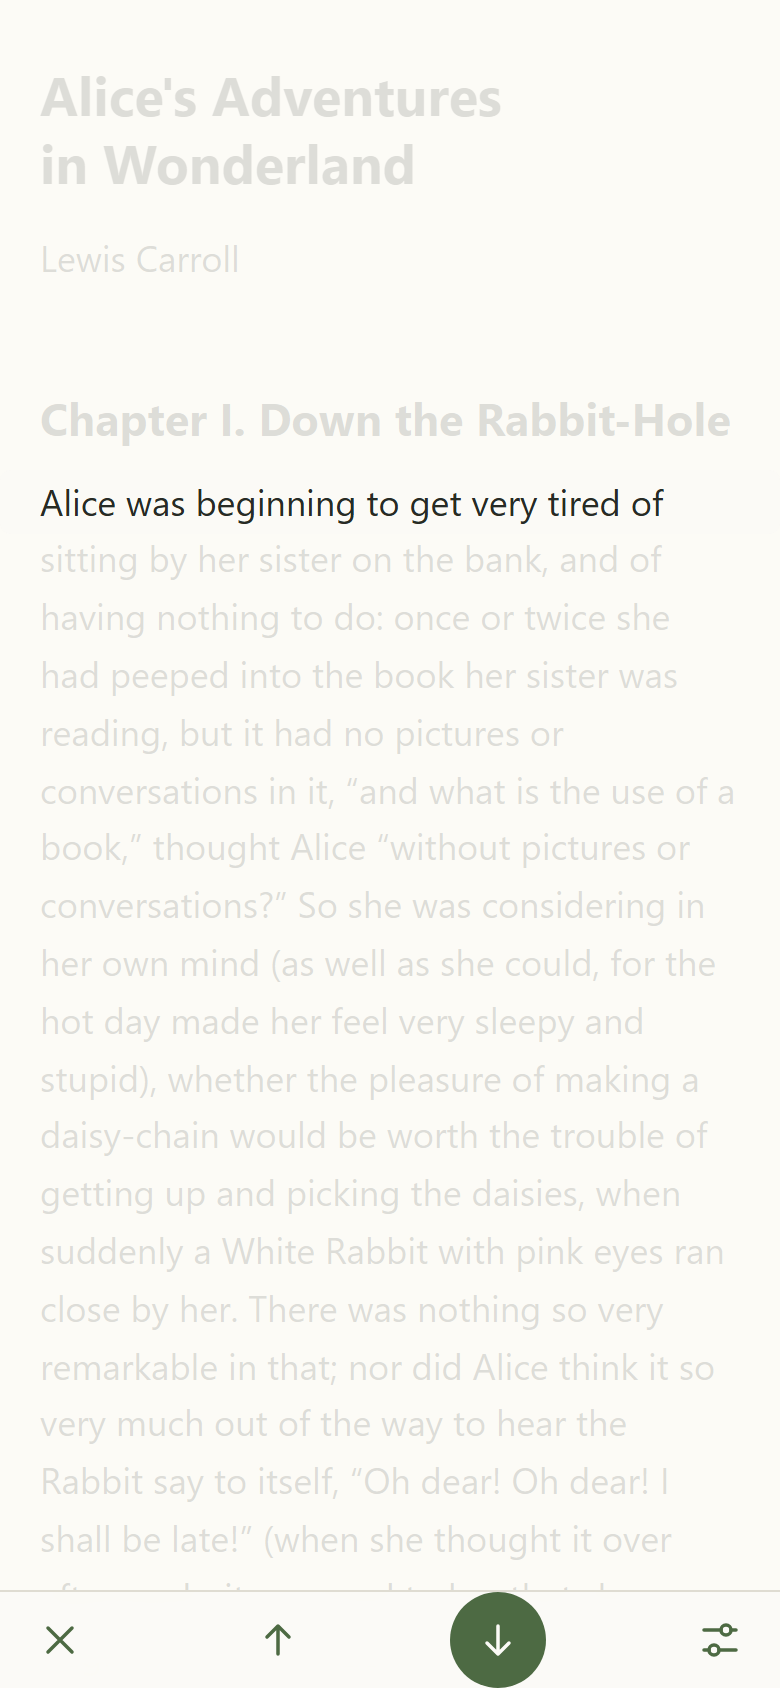 Alice's Adventures
in Wonderland
Lewis Carroll
Chapter I. Down the Rabbit-Hole
Alice was beginning to get very tired of
sitting by her sister on the bank, and of
having nothing to do: once or twice she
had peeped into the book her sister was
reading, but it had no pictures or
conversations in it, “and what is the use of a
book,” thought Alice “without pictures or
conversations?” So she was considering in
her own mind (as well as she could, for the
hot day made her feel very sleepy and
stupid), whether the pleasure of making a
daisy-chain would be worth the trouble of
getting up and picking the daisies, when
suddenly a White Rabbit with pink eyes ran
close by her. There was nothing so very
remarkable in that; nor did Alice think it so
very much out of the way to hear the
Rabbit say to itself, “Oh dear! Oh dear! I
shall be late!” (when she thought it over